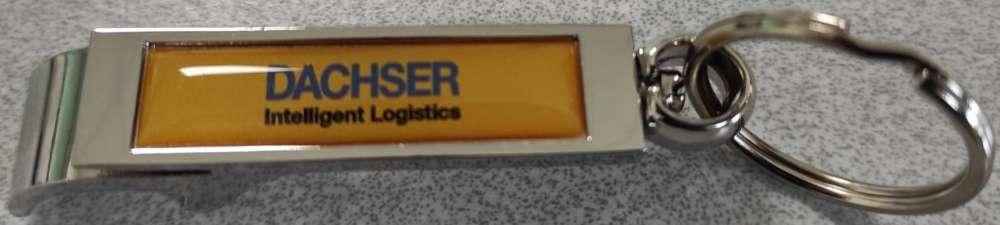 DACHSER
Intelligent Logistics